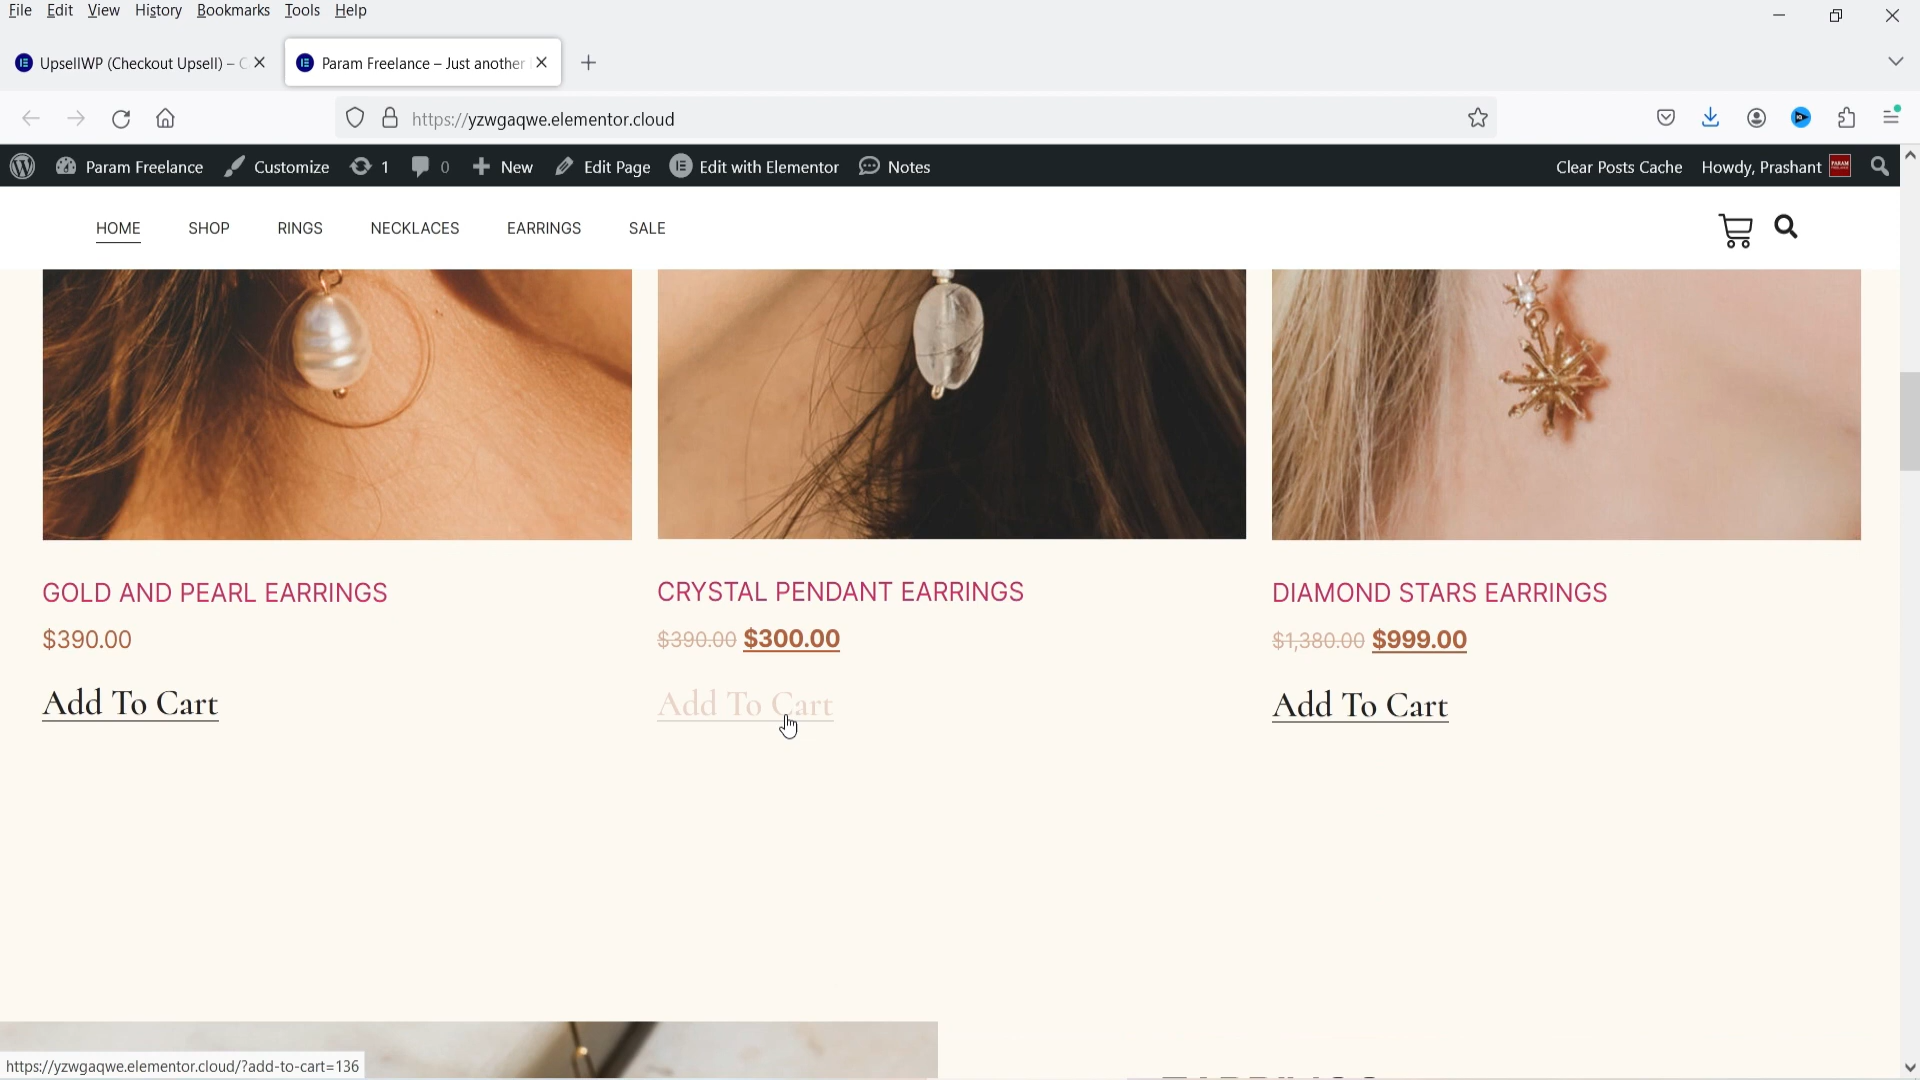 File Edit View History Bookmarks Tools Help
UpsellWP (Checkout Upsell) – C
Param Freelance – Just another
https://yzwgaqwe.elementor.cloud
Param Freelance Customize 1 0 New Edit Page Edit with Elementor Notes Clear Posts Cache Howdy, Prashant
HOME SHOP RINGS NECKLACES EARRINGS SALE
GOLD AND PEARL EARRINGS
$390.00
Add To Cart
CRYSTAL PENDANT EARRINGS
$390.00 $300.00
Add To Cart
DIAMOND STARS EARRINGS
$1,380.00 $999.00
Add To Cart
https://yzwgaqwe.elementor.cloud/?add-to-cart=136